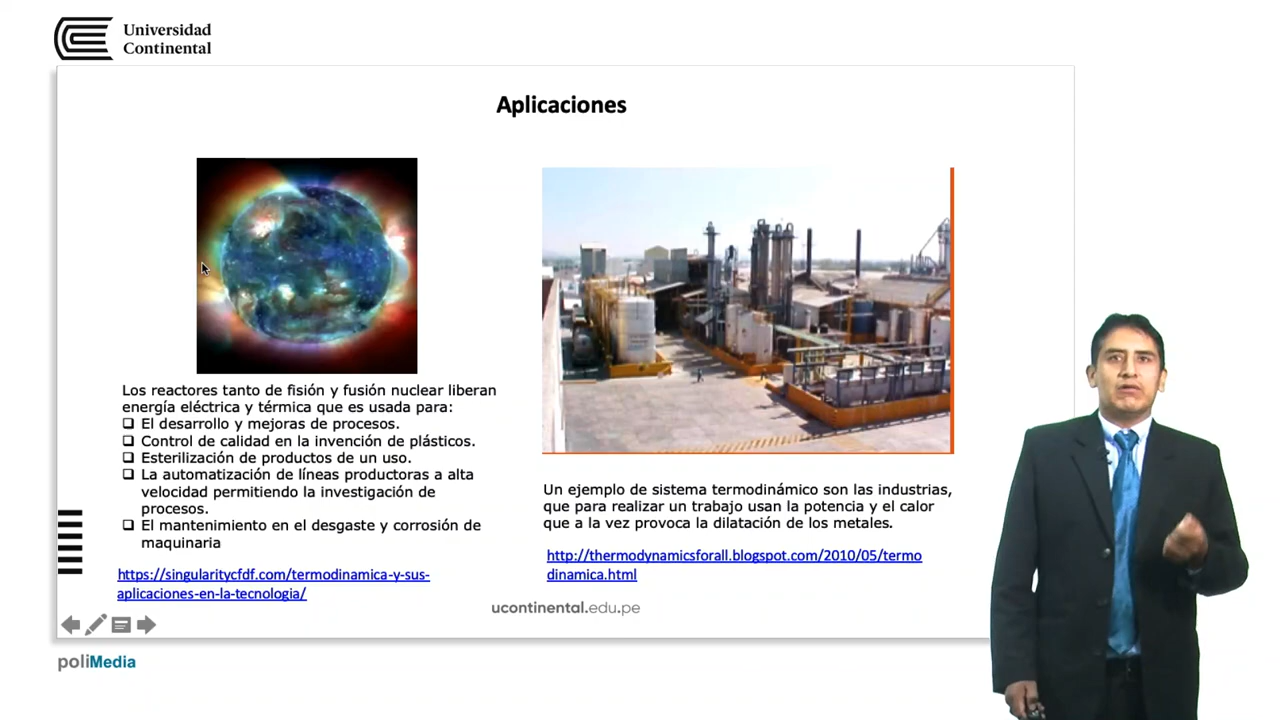 Universidad
Continental
Aplicaciones
Los reactores tanto de fisión y fusión nuclear liberan
energía eléctrica y térmica que es usada para:
❑ El desarrollo y mejoras de procesos.
❑ Control de calidad en la invención de plásticos.
❑ Esterilización de productos de un uso.
❑ La automatización de líneas productoras a alta
velocidad permitiendo la investigación de
procesos.
❑ El mantenimiento en el desgaste y corrosión de
maquinaria
https://singularitycfdf.com/termodinamica-y-sus-
aplicaciones-en-la-tecnologia/
Un ejemplo de sistema termodinámico son las industrias,
que para realizar un trabajo usan la potencia y el calor
que a la vez provoca la dilatación de los metales.
http://thermodynamicsforall.blogspot.com/2010/05/termo
dinamica.html
ucontinental.edu.pe
poliMedia